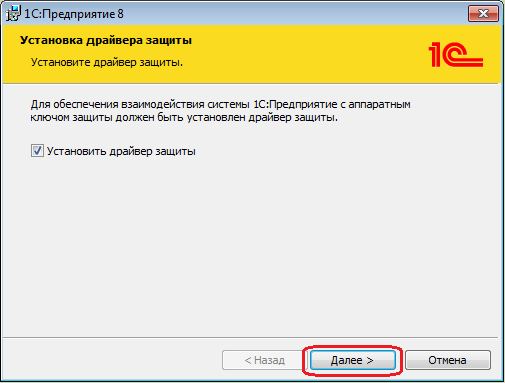 1С:Предприятие 8
Установка драйвера защиты
Установите драйвер защиты.
1С
Для обеспечения взаимодействия системы 1С:Предприятие с аппаратным
ключом защиты должен быть установлен драйвер защиты.
Установить драйвер защиты
< Назад
Далее >
Отмена